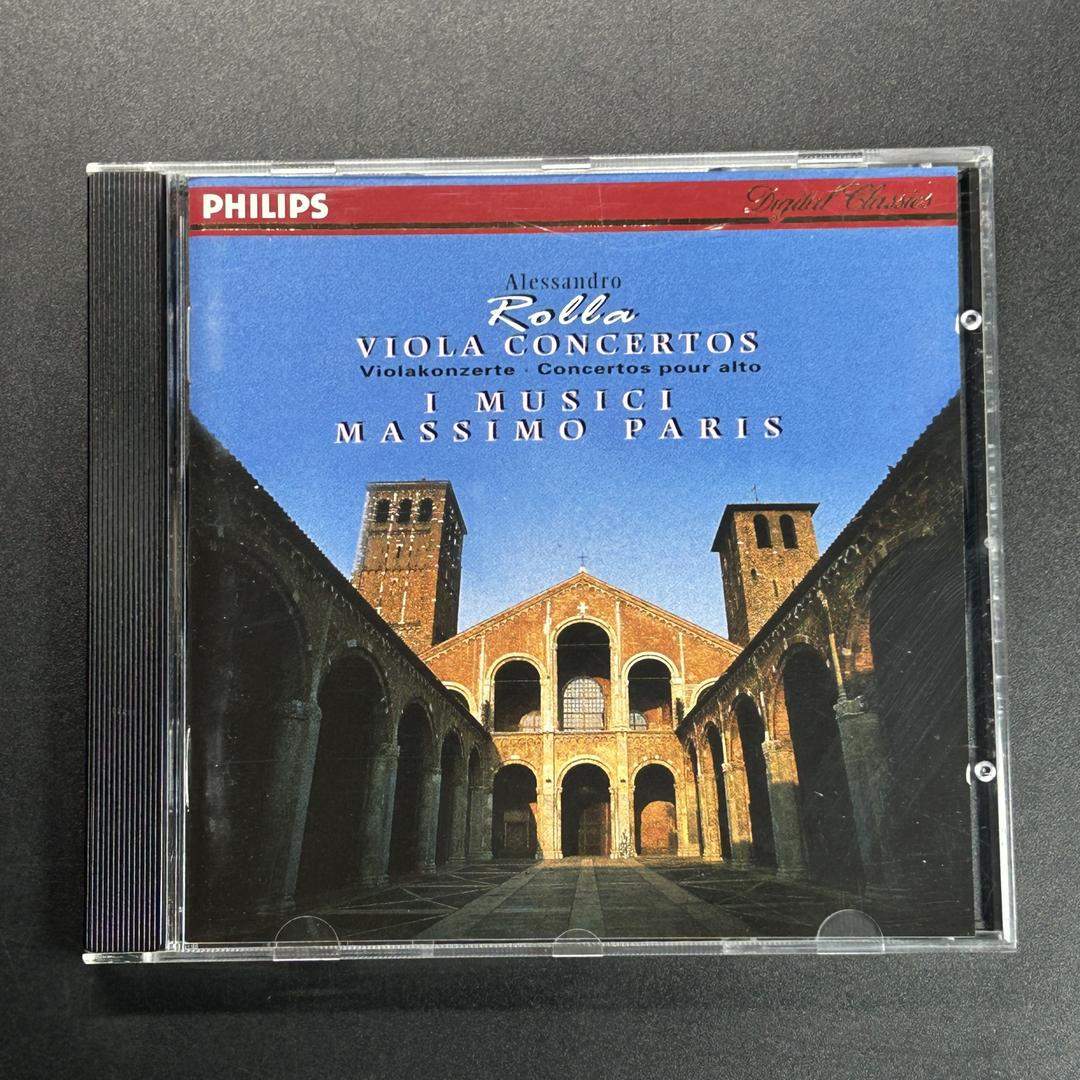 PHILIPS
Digital Classics
Alessandro
Rolla
VIOLA CONCERTOS
Violakonzerte · Concertos pour alto
I MUSICI
MASSIMO PARIS